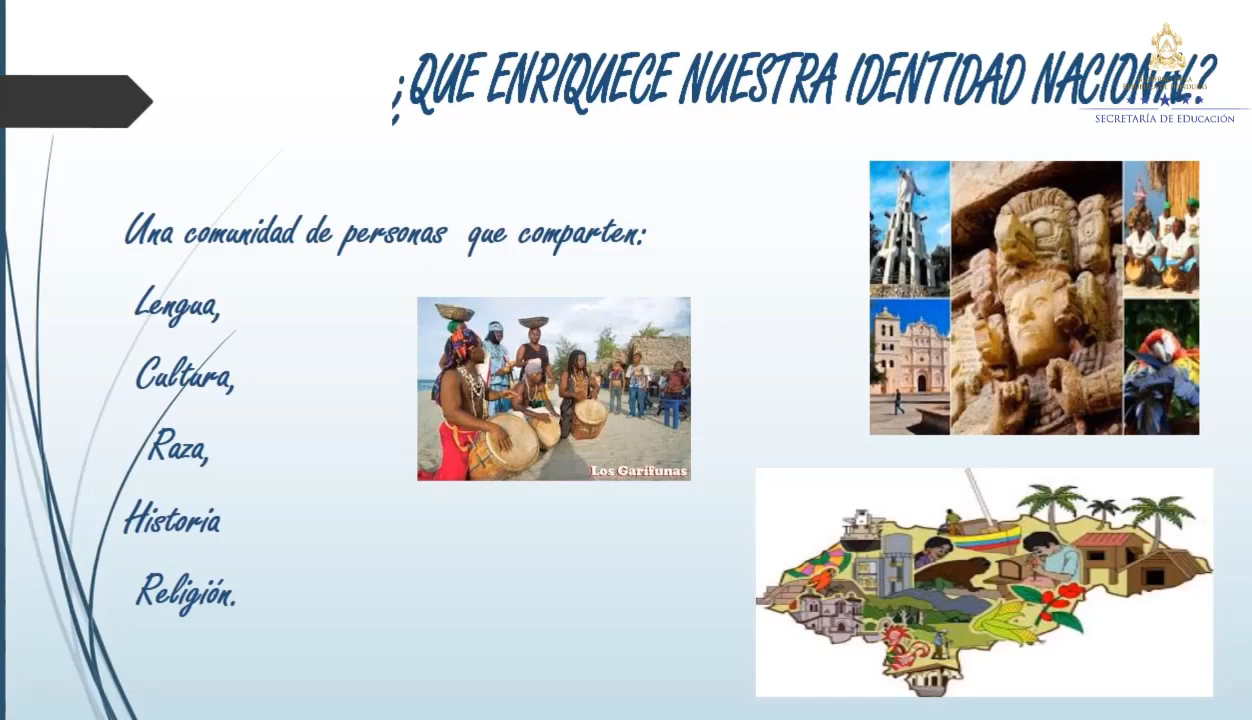 ¿QUE ENRIQUECE NUESTRA IDENTIDAD NACIONAL?
SECRETARÍA DE EDUCACIÓN
Una comunidad de personas que comparten:
Lengua,
Cultura,
Raza,
Historia
Religión.
Los Garífunas